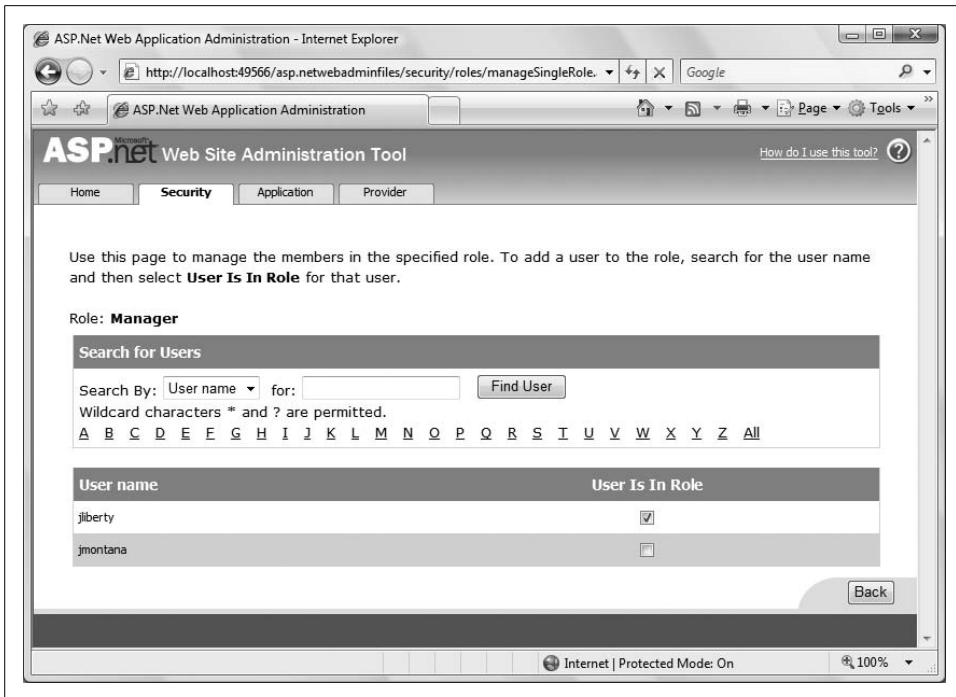 ASP.Net Web Application Administration - Internet Explorer
http://localhost:49566/asp.netwebadminfiles/security/roles/manageSingleRole.
Google
ASP.Net Web Application Administration
Page
Tools
Microsoft
ASP.net Web Site Administration Tool
How do I use this tool? ?
Home Security Application Provider
Use this page to manage the members in the specified role. To add a user to the role, search for the user name
and then select User Is In Role for that user.
Role: Manager
Search for Users
Search By: User name for: Find User
Wildcard characters * and ? are permitted.
A B C D E F G H I J K L M N O P Q R S T U V W X Y Z All
User name User Is In Role
jliberty
jmontana
Back
Internet | Protected Mode: On 100%